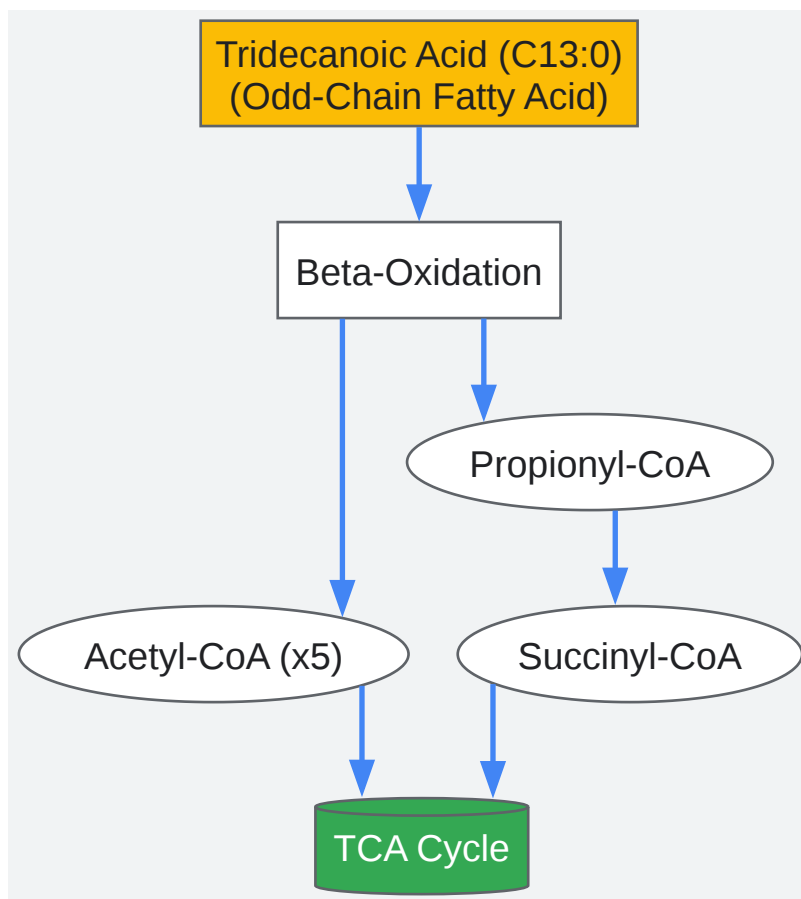 Tridecanoic Acid (C13:0)
(Odd-Chain Fatty Acid)
Beta-Oxidation
Propionyl-CoA
Acetyl-CoA (x5)
Succinyl-CoA
TCA Cycle